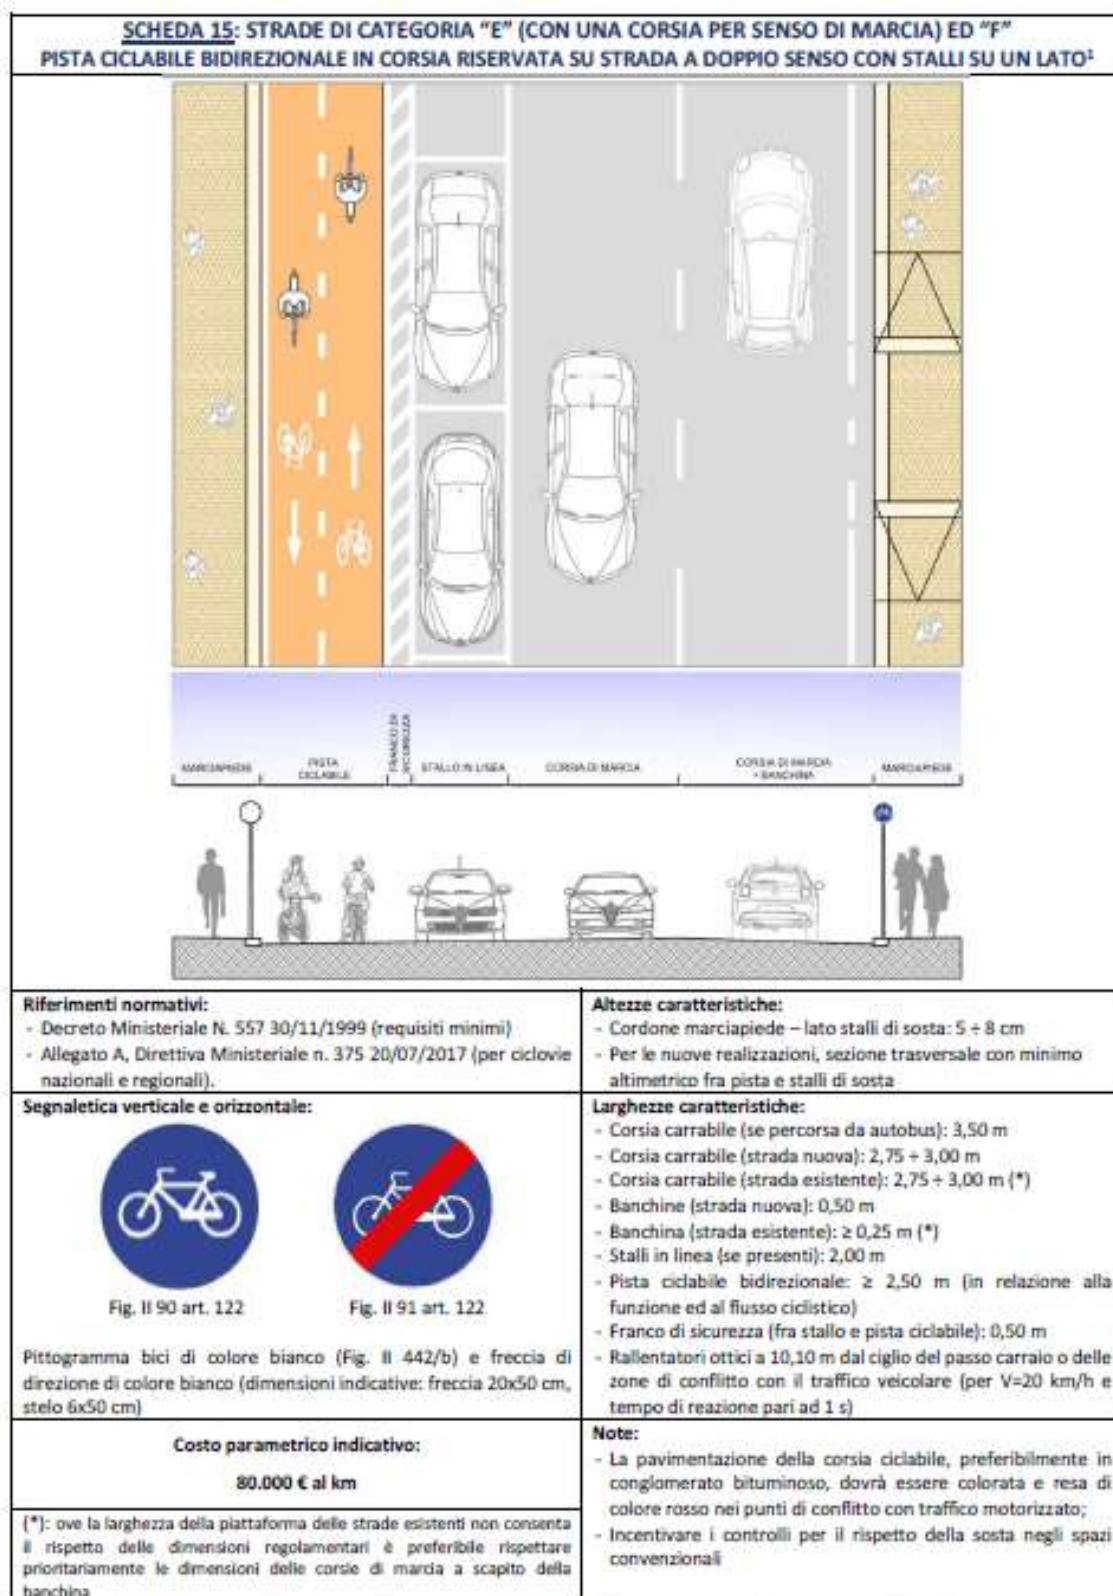 SCHEDA 15: STRADE DI CATEGORIA "E" (CON UNA CORSIA PER SENSO DI MARCIA) ED "F"
PISTA CICLABILE BIDIREZIONALE IN CORSIA RISERVATA SU STRADA A DOPPIO SENSO CON STALLI SU UN LATO¹
MARCIAPIEDE
PISTA
CICLABILE
FRANCO DI
SICUREZZA
STALLO IN LINEA
CORSIA DI MARCIA
CORSIA DI MARCIA
+ BANCHINA
MARCIAPIEDE
Riferimenti normativi:
- Decreto Ministeriale N. 557 30/11/1999 (requisiti minimi)
- Allegato A, Direttiva Ministeriale n. 375 20/07/2017 (per ciclovie
nazionali e regionali).
Altezze caratteristiche:
- Cordone marciapiede – lato stalli di sosta: 5 ÷ 8 cm
- Per le nuove realizzazioni, sezione trasversale con minimo
altimetrico fra pista e stalli di sosta
Segnaletica verticale e orizzontale:
Fig. II 90 art. 122
Fig. II 91 art. 122
Pittogramma bici di colore bianco (Fig. II 442/b) e freccia di
direzione di colore bianco (dimensioni indicative: freccia 20x50 cm,
stelo 6x50 cm)
Larghezze caratteristiche:
- Corsia carrabile (se percorsa da autobus): 3,50 m
- Corsia carrabile (strada nuova): 2,75 ÷ 3,00 m
- Corsia carrabile (strada esistente): 2,75 ÷ 3,00 m (*)
- Banchine (strada nuova): 0,50 m
- Banchina (strada esistente): ≥ 0,25 m (*)
- Stalli in linea (se presenti): 2,00 m
- Pista ciclabile bidirezionale: ≥ 2,50 m (in relazione alla
funzione ed al flusso ciclistico)
- Franco di sicurezza (fra stallo e pista ciclabile): 0,50 m
- Rallentatori ottici a 10,10 m dal ciglio del passo carraio o delle
zone di conflitto con il traffico veicolare (per V=20 km/h e
tempo di reazione pari ad 1 s)
Costo parametrico indicativo:
80.000 € al km
(*): ove la larghezza della piattaforma delle strade esistenti non consenta
il rispetto delle dimensioni regolamentari è preferibile rispettare
prioritariamente le dimensioni delle corsie di marcia a scapito della
banchina
Note:
- La pavimentazione della corsia ciclabile, preferibilmente in
conglomerato bituminoso, dovrà essere colorata e resa di
colore rosso nei punti di conflitto con traffico motorizzato;
- Incentivare i controlli per il rispetto della sosta negli spazi
convenzionali